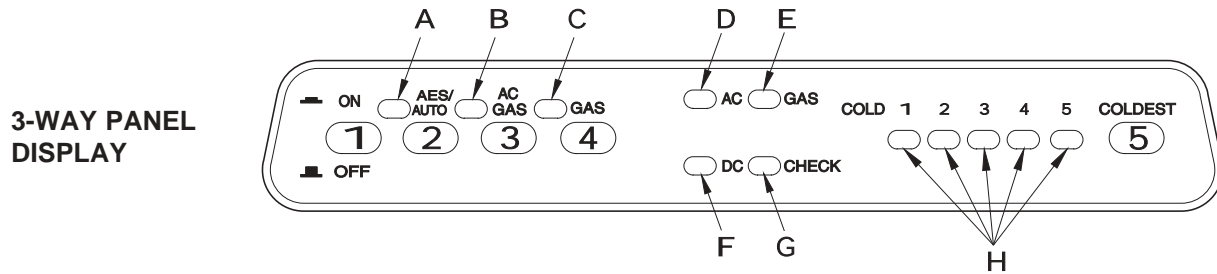 A B C D E
3-WAY PANEL
DISPLAY
ON AES/ AUTO AC GAS GAS AC GAS COLD 1 2 3 4 5 COLDEST
1 2 3 4 5
OFF DC CHECK
F G H